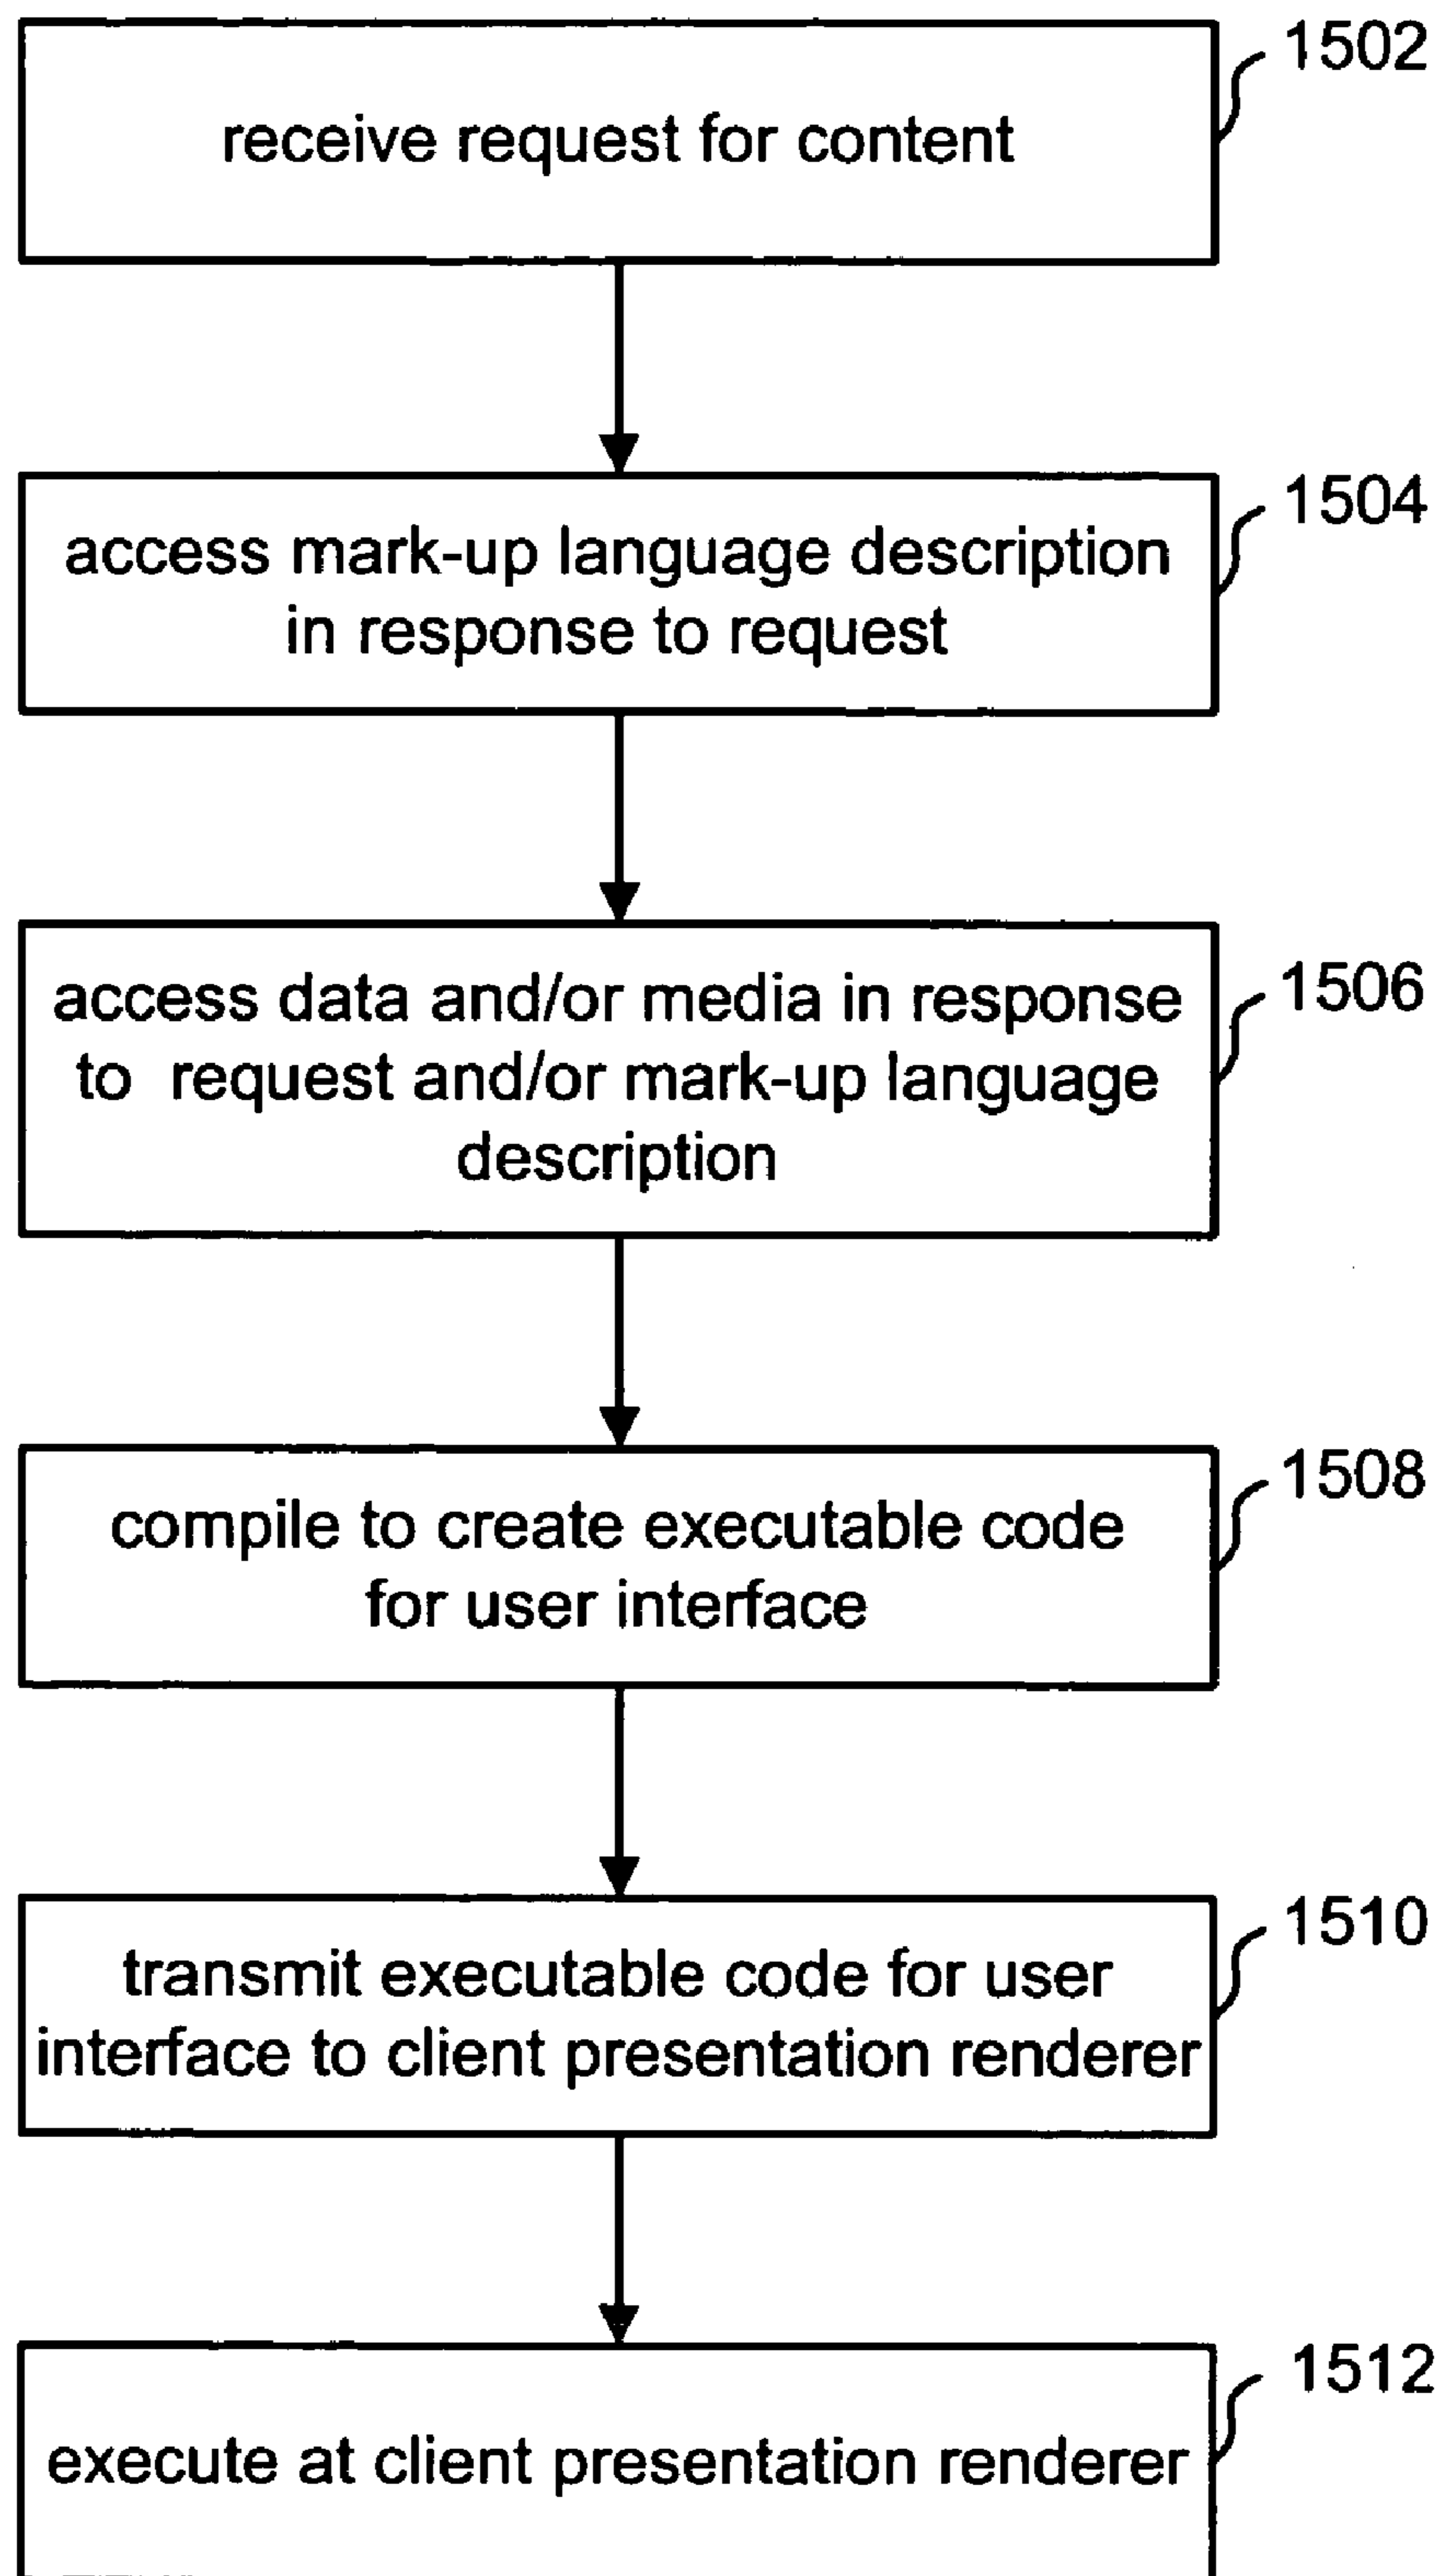 1502
receive request for content
1504
access mark-up language description
in response to request
1506
access data and/or media in response
to request and/or mark-up language
description
1508
compile to create executable code
for user interface
1510
transmit executable code for user
interface to client presentation renderer
1512
execute at client presentation renderer